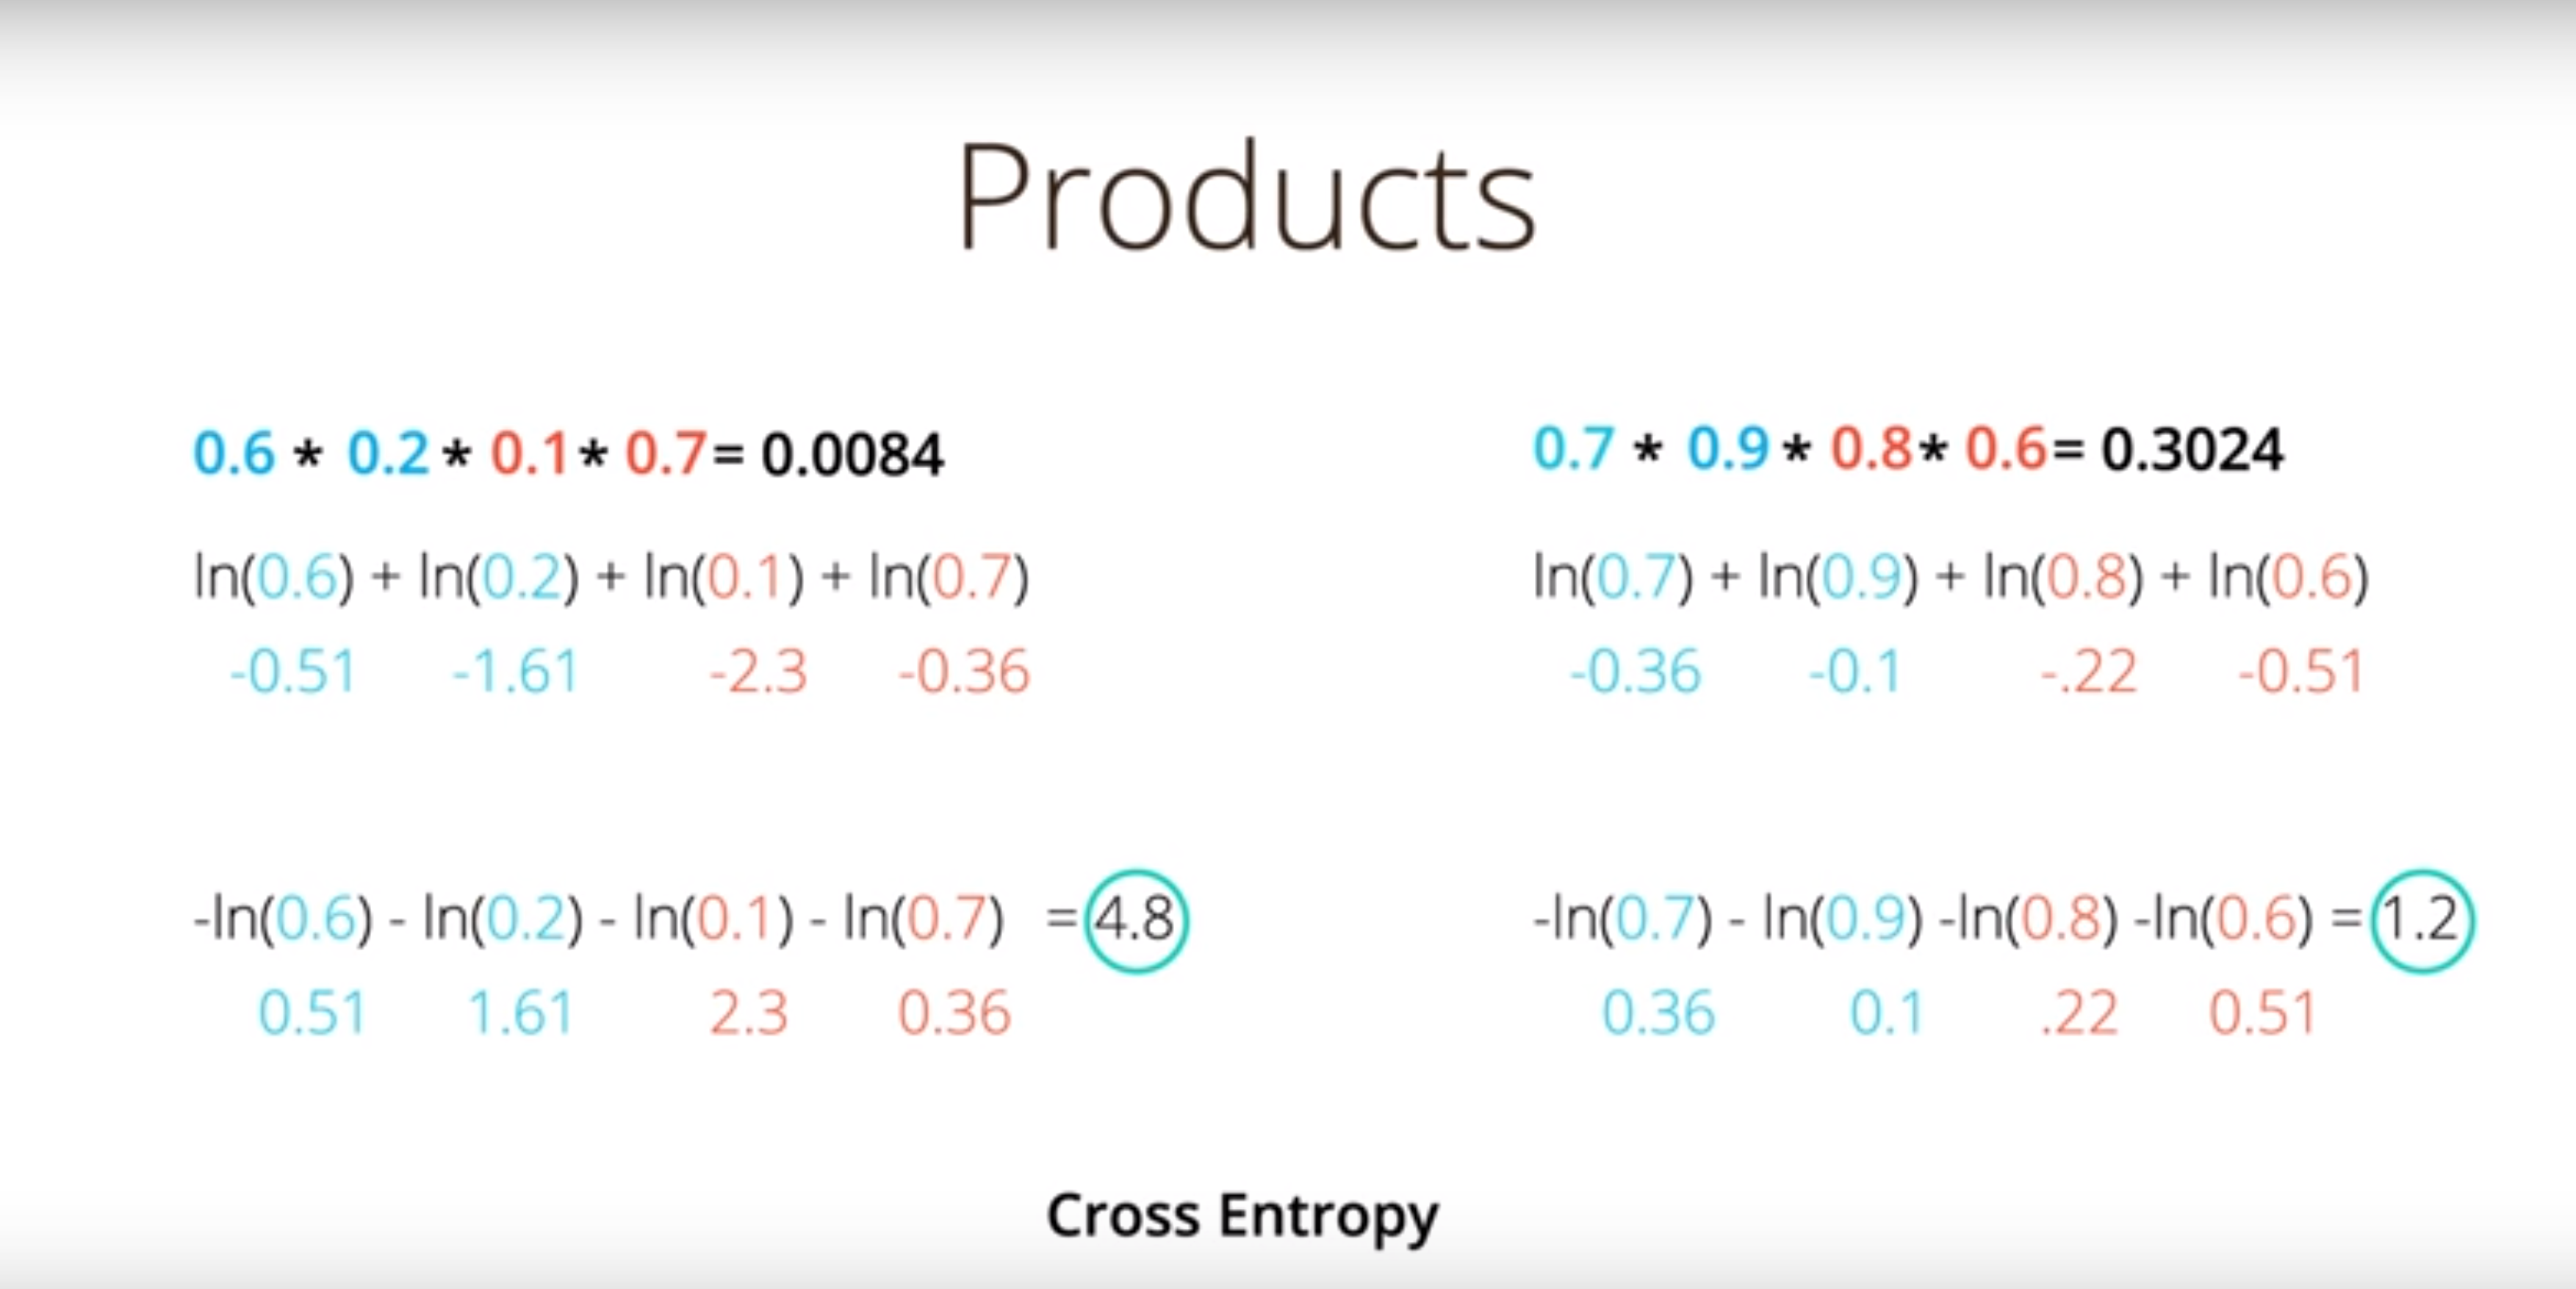 Products
0.6 * 0.2 * 0.1 * 0.7 = 0.0084
ln(0.6) + ln(0.2) + ln(0.1) + ln(0.7)
-0.51 -1.61 -2.3 -0.36
-ln(0.6) - ln(0.2) - ln(0.1) - ln(0.7) = 4.8
0.51 1.61 2.3 0.36
0.7 * 0.9 * 0.8 * 0.6 = 0.3024
ln(0.7) + ln(0.9) + ln(0.8) + ln(0.6)
-0.36 -0.1 -.22 -0.51
-ln(0.7) - ln(0.9) -ln(0.8) -ln(0.6) = 1.2
0.36 0.1 .22 0.51
Cross Entropy